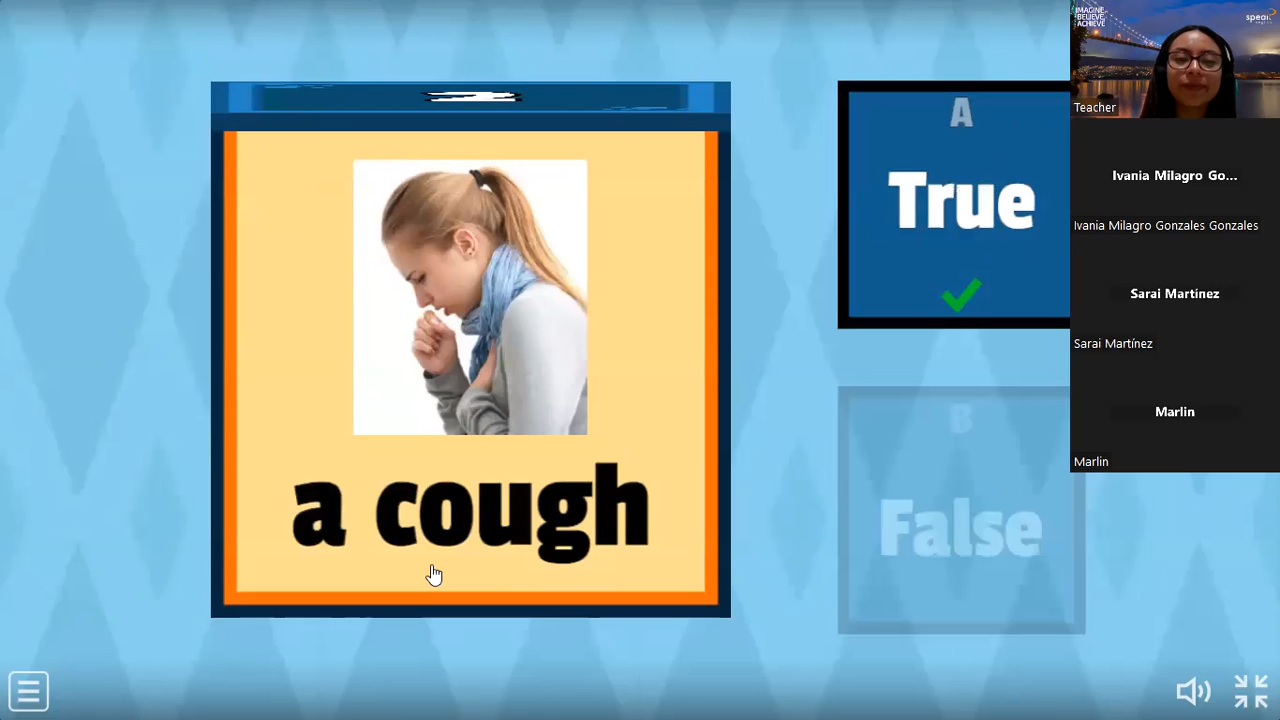 a cough
A
True
B
False
IMAGINE
BELIEVE
ACHIEVE
Teacher
Ivania Milagro Go...
Ivania Milagro Gonzales Gonzales
Sarai Martínez
Sarai Martínez
Marlin
Marlin